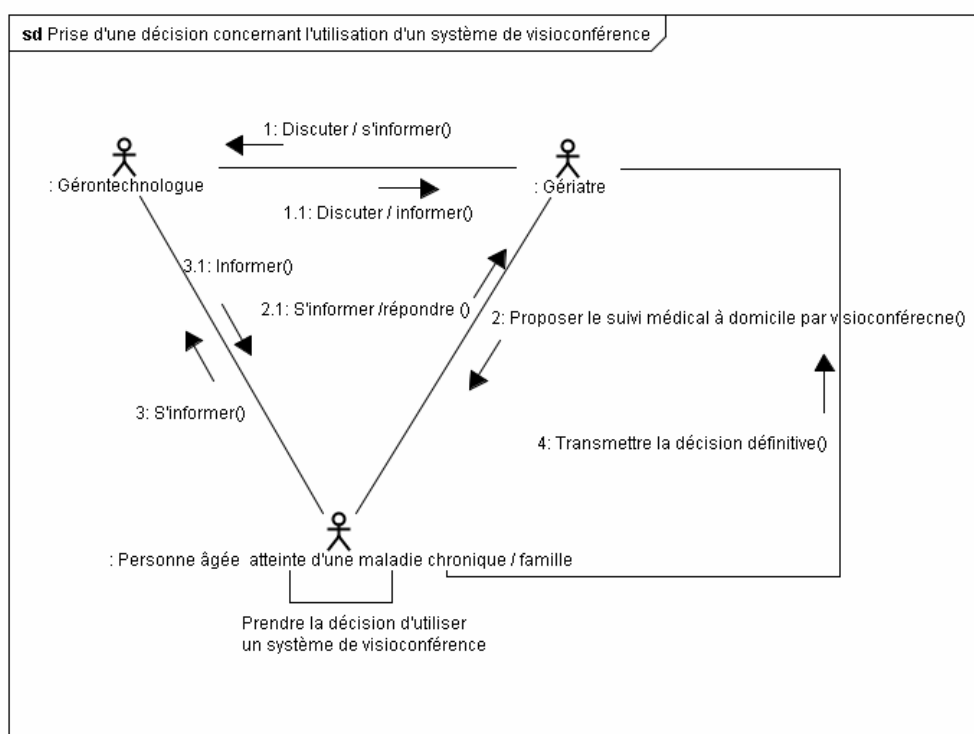 sd Prise d'une décision concernant l'utilisation d'un système de visioconférence
1: Discuter / s'informer()
: Gérontechnologue
: Gériatre
1.1: Discuter / informer()
3.1: Informer()
2.1: S'informer /répondre ()
2: Proposer le suivi médical à domicile par visioconférecne()
3: S'informer()
4: Transmettre la décision définitive()
: Personne âgée atteinte d'une maladie chronique / famille
Prendre la décision d'utiliser
un système de visioconférence